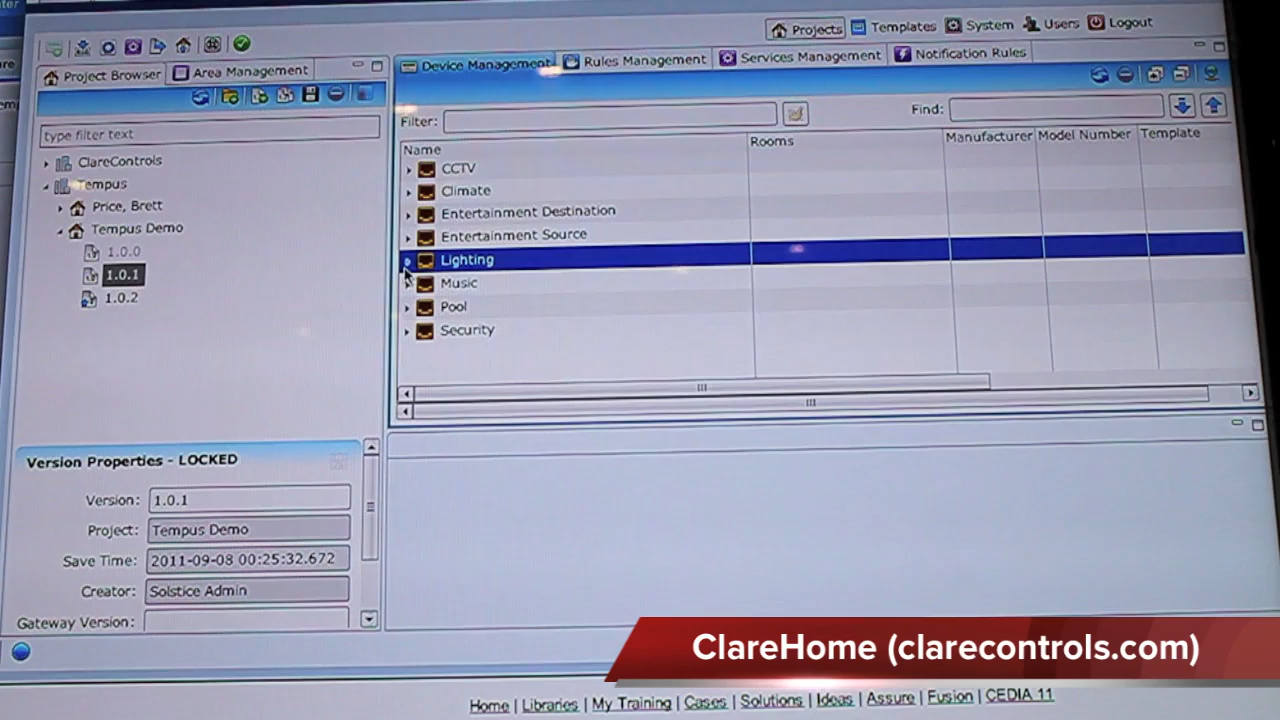 Projects Templates System Users Logout
Project Browser Area Management
Device Management Rules Management Services Management Notification Rules
type filter text
Filter: Find:
Name Rooms Manufacturer Model Number Template
ClareControls
Tempus
Price, Brett
Tempus Demo
1.0.0
1.0.1
1.0.2
CCTV
Climate
Entertainment Destination
Entertainment Source
Lighting
Music
Pool
Security
Version Properties - LOCKED
Version: 1.0.1
Project: Tempus Demo
Save Time: 2011-09-08 00:25:32.672
Creator: Solstice Admin
Gateway Version:
ClareHome (clarecontrols.com)
Home | Libraries | My Training | Cases | Solutions | Ideas | Assure | Fusion | CEDIA 11